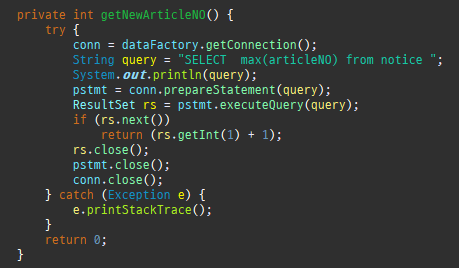 private int getNewArticleNO() {
    try {
        conn = dataFactory.getConnection();
        String query = "SELECT  max(articleNO) from notice ";
        System.out.println(query);
        pstmt = conn.prepareStatement(query);
        ResultSet rs = pstmt.executeQuery(query);
        if (rs.next())
            return (rs.getInt(1) + 1);
        rs.close();
        pstmt.close();
        conn.close();
    } catch (Exception e) {
        e.printStackTrace();
    }
    return 0;
}